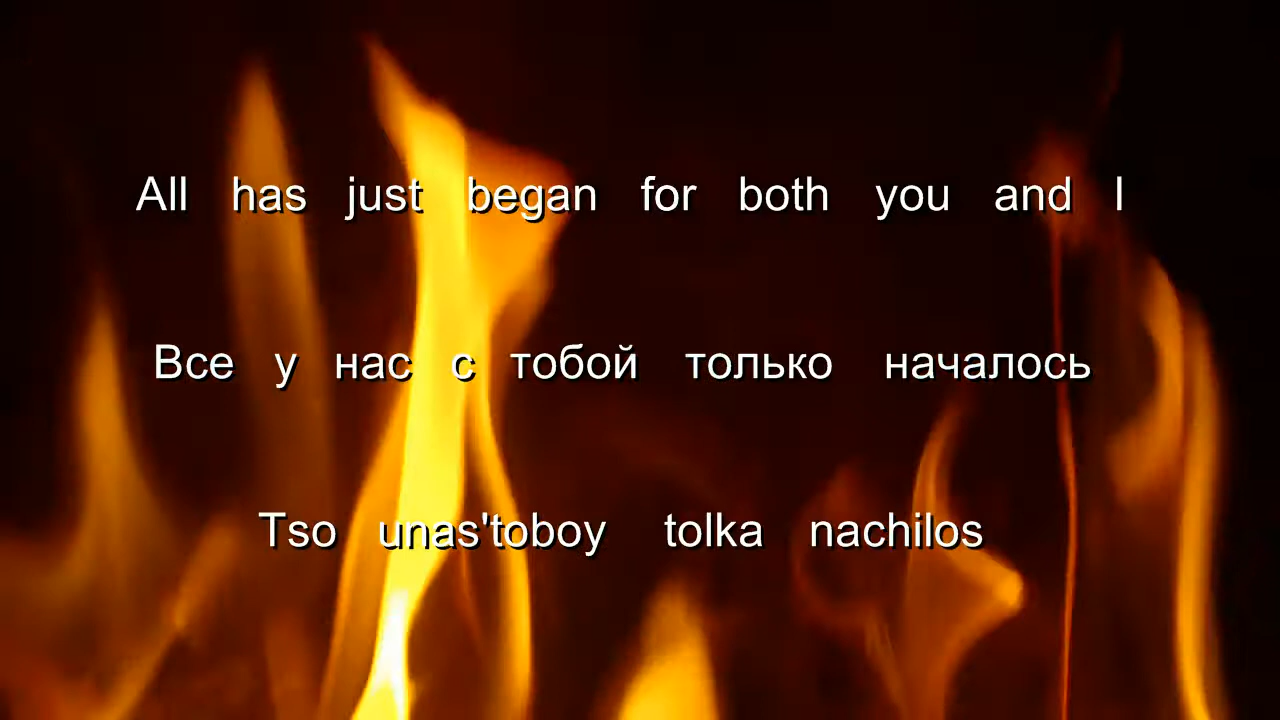 All has just began for both you and I
Все у нас с тобой только началось
Tso unas'toboy tolka nachilos